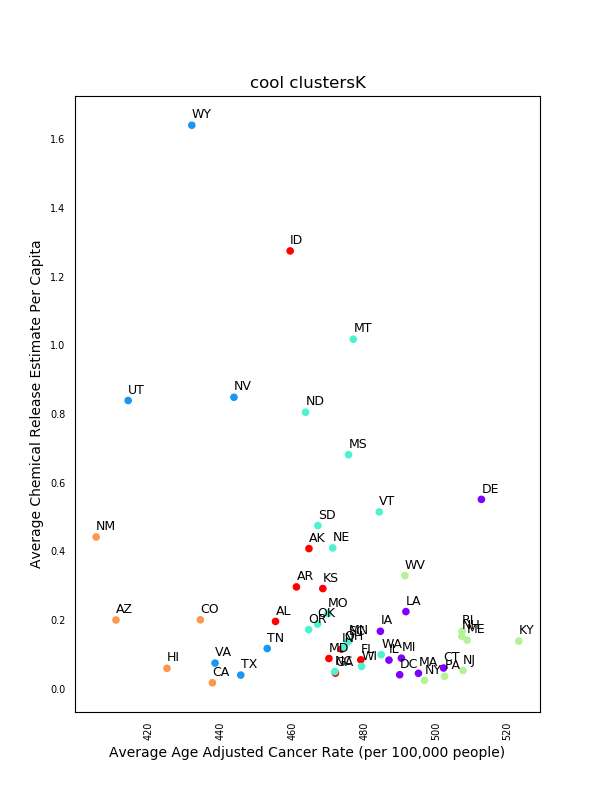 cool clustersK
Average Chemical Release Estimate Per Capita
1.6
1.4
1.2
1.0
0.8
0.6
0.4
0.2
0.0
WY
ID
MT
UT
NV
ND
MS
DE
SD
NM
AK
NE
WV
AR
KS
MO
LA
AZ
CO
AL
OK
OR
IA
RI
NH
ME
KY
MN
TN
IN
WA
IL
MI
HI
VA
MD
FL
WI
CA
TX
GA
DC
MA
CT
NY
PA
NJ
420
440
460
480
500
520
Average Age Adjusted Cancer Rate (per 100,000 people)